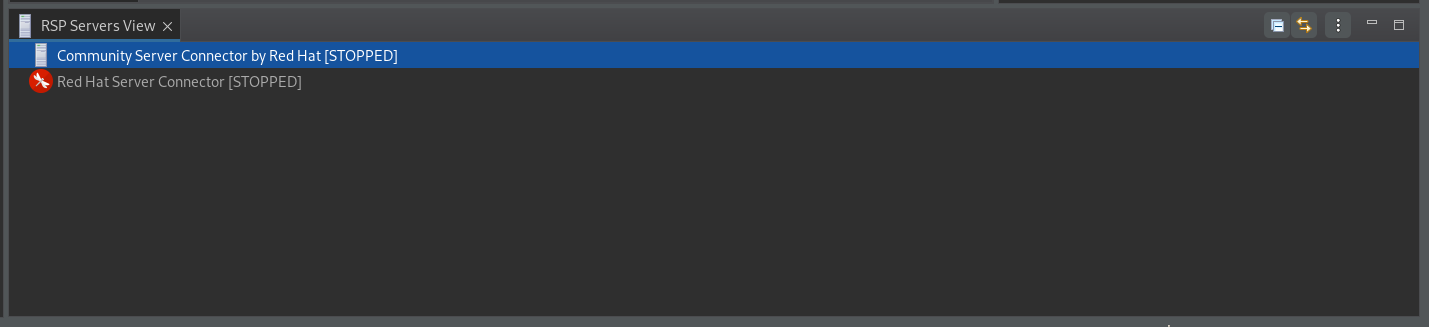 RSP Servers View
Community Server Connector by Red Hat [STOPPED]
Red Hat Server Connector [STOPPED]